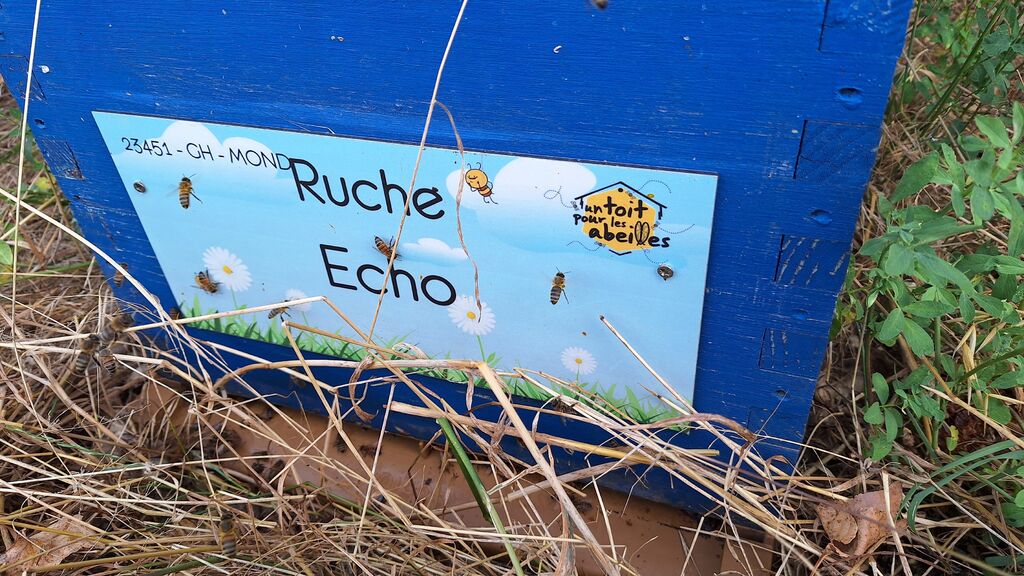 23451 - GH - MOND
Ruche
Echo
un toit
pour les
abeilles